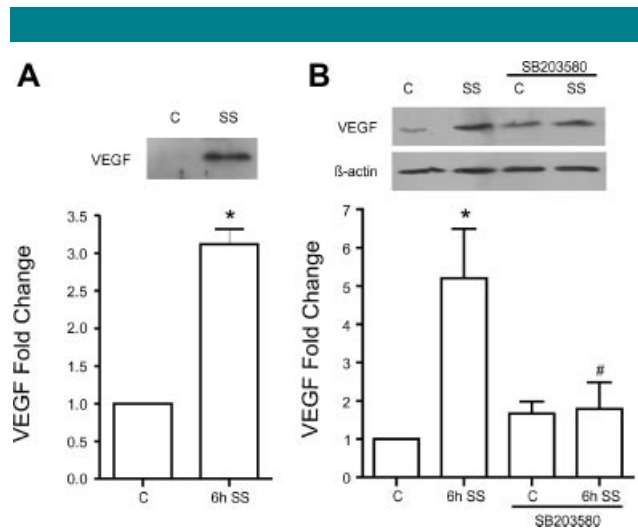 A
B
SB203580
C SS
C SS C SS
VEGF
VEGF
ß-actin
VEGF Fold Change
3.5
3.0
2.5
2.0
1.5
1.0
0.5
0.0
*
C 6h SS
VEGF Fold Change
7
6
5
4
3
2
1
0
*
#
C 6h SS C 6h SS
SB203580